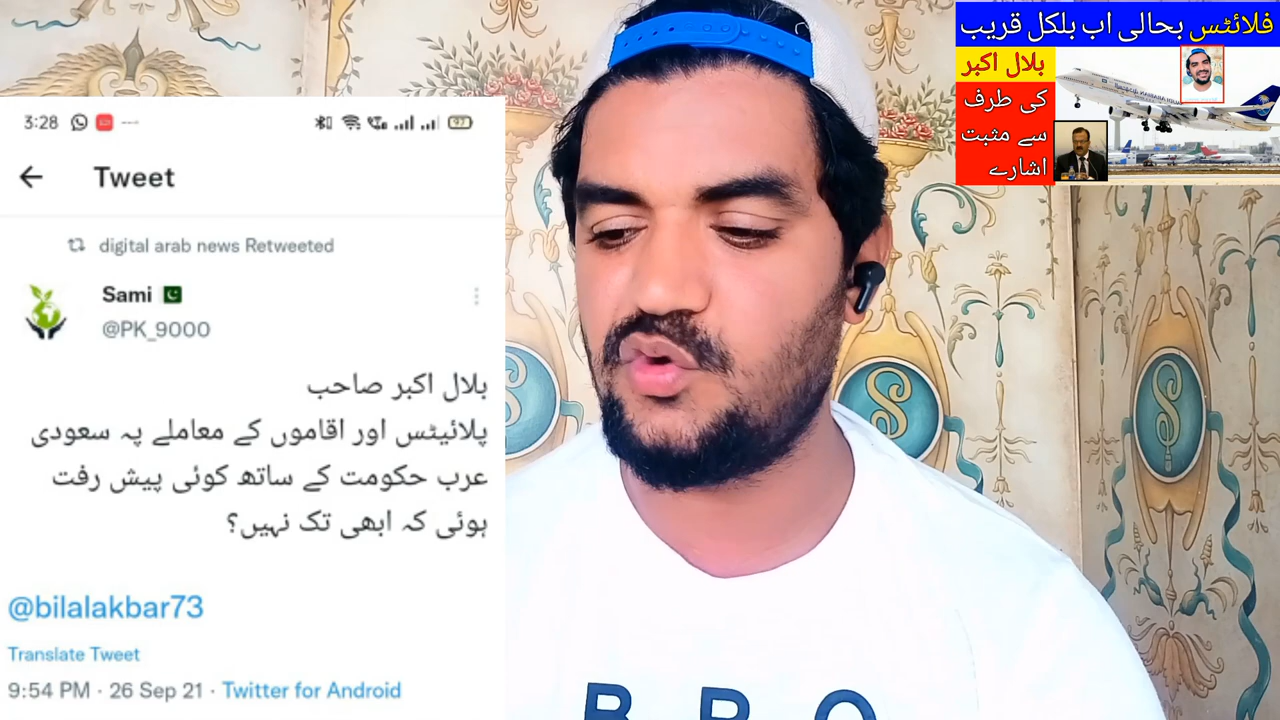 3:28
97
Tweet
digital arab news Retweeted
Sami
@PK_9000
بلال اکبر صاحب
پلائیٹس اور اقاموں کے معاملے پہ سعودی
عرب حکومت کے ساتھ کوئی پیش رفت
ہوئی کہ ابھی تک نہیں؟
@bilalakbar73
Translate Tweet
9:54 PM · 26 Sep 21 · Twitter for Android
فلائٹس بحالی اب بلکل قریب
بلال اکبر
کی طرف
سے مثبت
اشارے
S
S
S
B R O